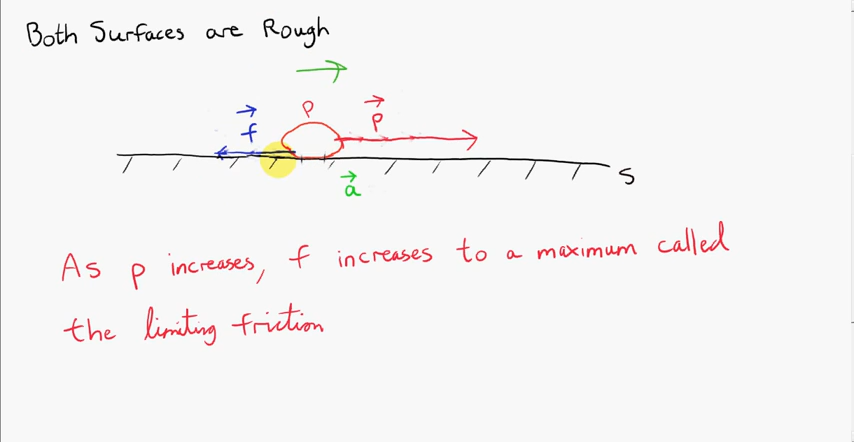 Both Surfaces are Rough
P
f
P
a
S
As p increases, f increases to a maximum called
the limiting friction